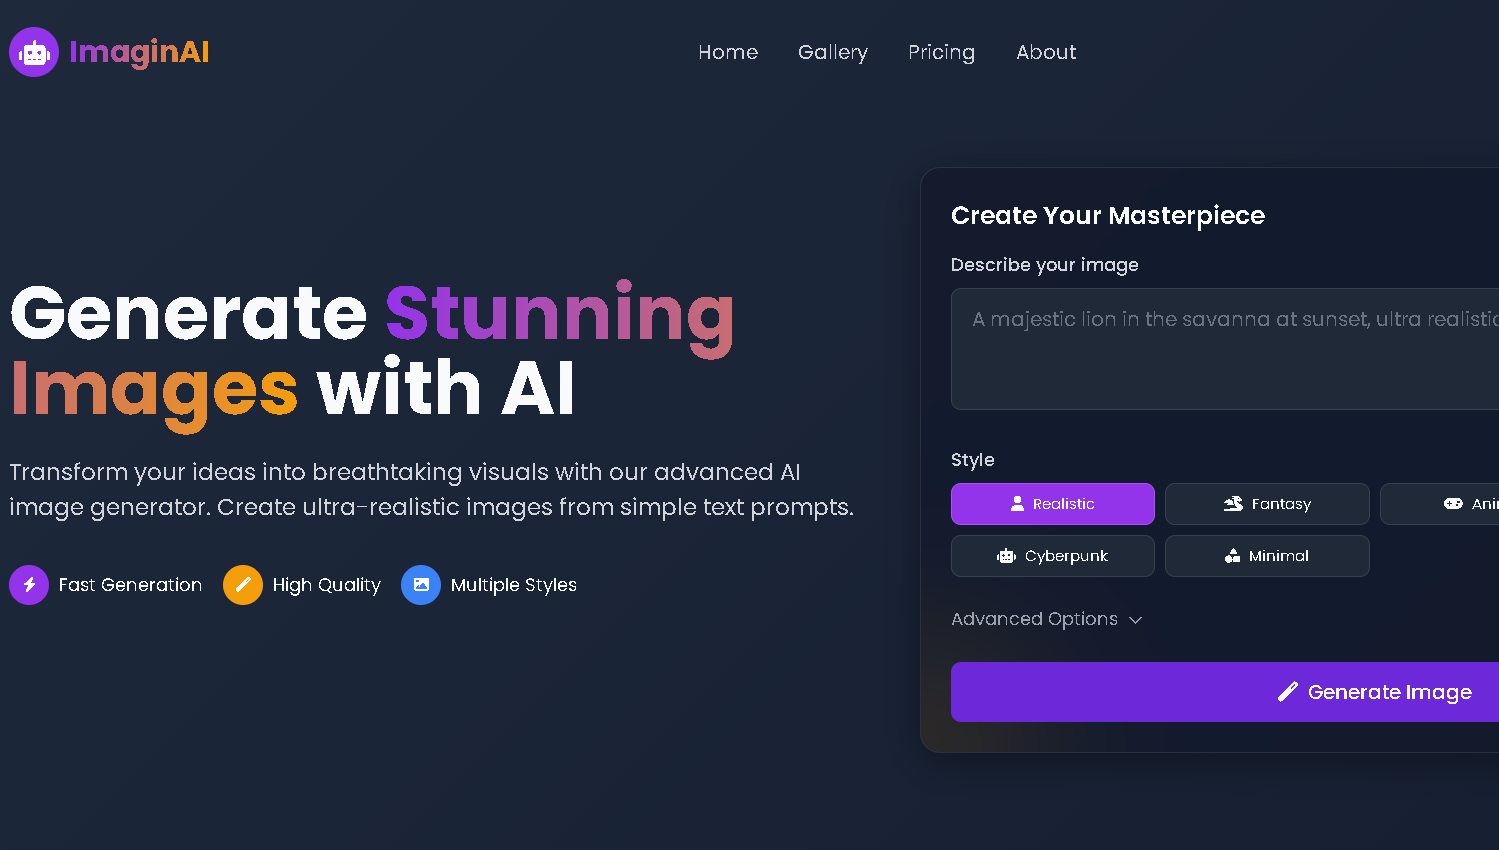 ImaginAI
Home
Gallery
Pricing
About
Generate Stunning
Images with AI
Transform your ideas into breathtaking visuals with our advanced AI
image generator. Create ultra-realistic images from simple text prompts.
Fast Generation
High Quality
Multiple Styles
Create Your Masterpiece
Describe your image
A majestic lion in the savanna at sunset, ultra realistic
Style
Realistic
Fantasy
Cyberpunk
Minimal
Advanced Options
Generate Image